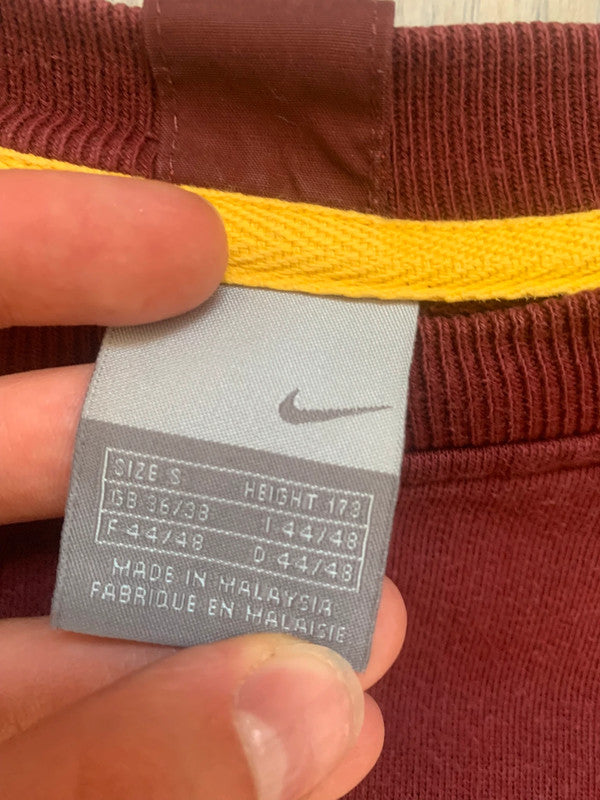 SIZE S HEIGHT 173
GB 36/38 I 44/48
F 44/48 D 44/48
MADE IN MALAYSIA
FABRIQUE EN MALAISIE